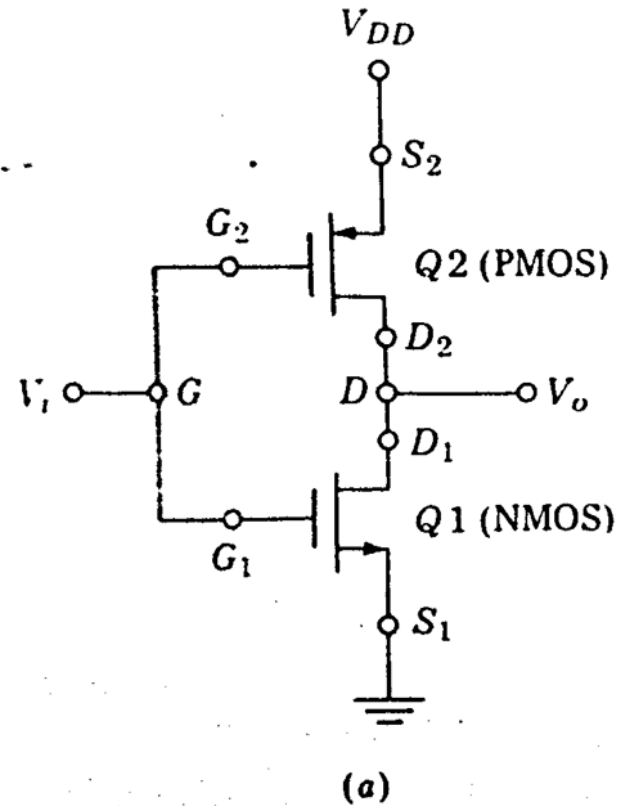 V_DD
S_2
G_2
Q2 (PMOS)
D_2
V_i
G
D
V_o
D_1
Q1 (NMOS)
G_1
S_1
(a)